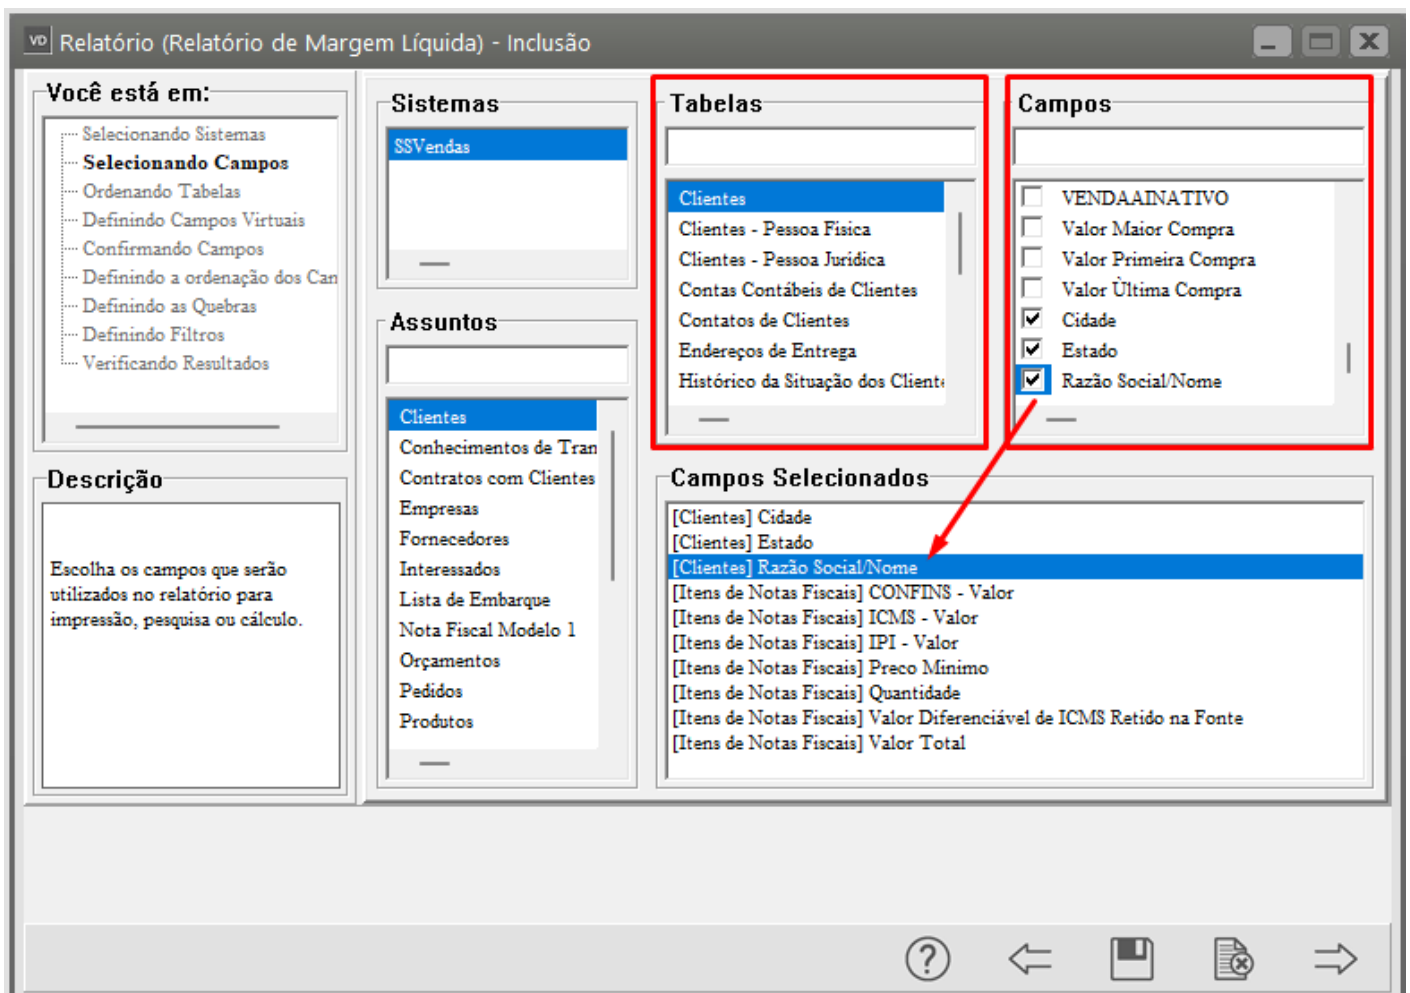 VD Relatório (Relatório de Margem Líquida) - Inclusão
Você está em:
Selecionando Sistemas
Selecionando Campos
Ordenando Tabelas
Definindo Campos Virtuais
Confirmando Campos
Definindo a ordenação dos Can
Definindo as Quebras
Definindo Filtros
Verificando Resultados
Descrição
Escolha os campos que serão
utilizados no relatório para
impressão, pesquisa ou cálculo.
Sistemas
SSVendas
Assuntos
Clientes
Conhecimentos de Tran
Contratos com Clientes
Empresas
Fornecedores
Interessados
Lista de Embarque
Nota Fiscal Modelo 1
Orçamentos
Pedidos
Produtos
Tabelas
Clientes
Clientes - Pessoa Fisica
Clientes - Pessoa Juridica
Contas Contábeis de Clientes
Contatos de Clientes
Endereços de Entrega
Histórico da Situação dos Cliente
Campos
VENDAAINATIVO
Valor Maior Compra
Valor Primeira Compra
Valor Ùltima Compra
Cidade
Estado
Razão Social/Nome
Campos Selecionados
[Clientes] Cidade
[Clientes] Estado
[Clientes] Razão Social/Nome
[Itens de Notas Fiscais] CONFINS - Valor
[Itens de Notas Fiscais] ICMS - Valor
[Itens de Notas Fiscais] IPI - Valor
[Itens de Notas Fiscais] Preco Minimo
[Itens de Notas Fiscais] Quantidade
[Itens de Notas Fiscais] Valor Diferenciável de ICMS Retido na Fonte
[Itens de Notas Fiscais] Valor Total